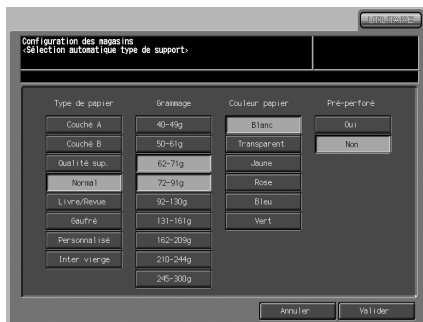 Configuration des magasins
<Sélection automatique type de support>
Type de papier
Grammage
Couleur papier
Pré-perforé
Couché A
40-49g
Blanc
Oui
Couché B
50-61g
Transparent
Non
Qualité sup.
62-71g
Jaune
Normal
72-91g
Rose
Livre/Revue
92-130g
Bleu
Gaufré
131-161g
Vert
Personnalisé
162-209g
Inter vierge
210-244g
245-300g
Annuler
Valider